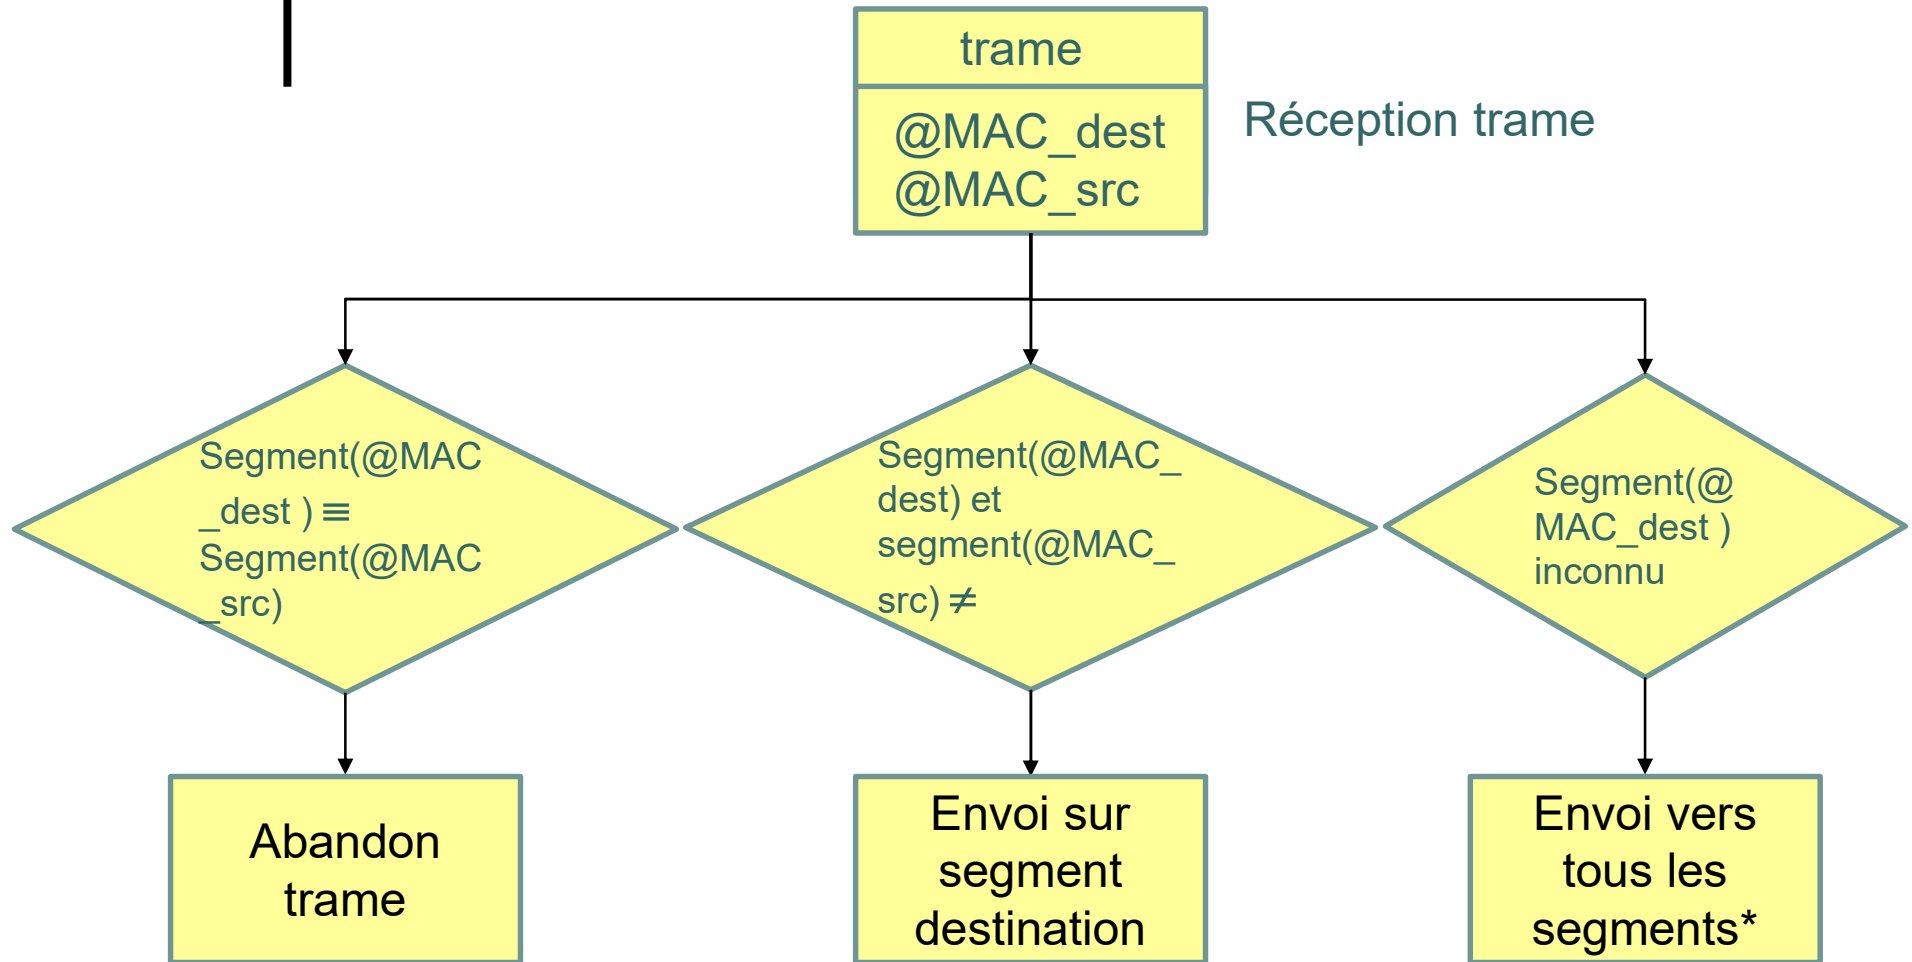 trame
@MAC_dest
@MAC_src
Réception trame
Segment(@MAC
_dest ) ≡
Segment(@MAC
_src)
Segment(@MAC_
dest) et
segment(@MAC_
src) ≠
Segment(@
MAC_dest )
inconnu
Abandon
trame
Envoi sur
segment
destination
Envoi vers
tous les
segments*